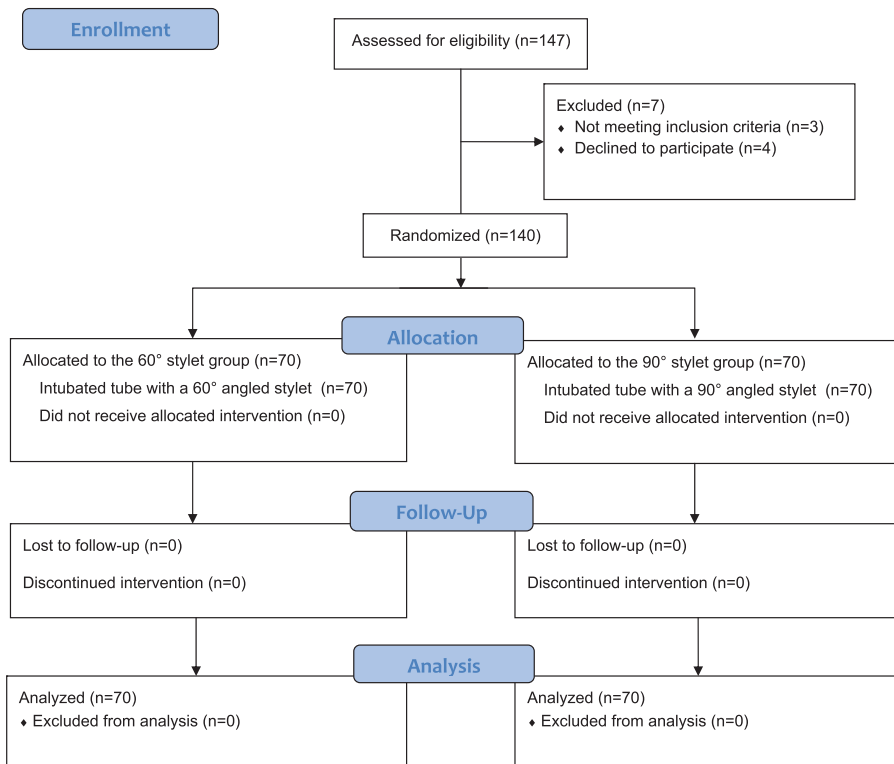 Enrollment
Assessed for eligibility (n=147)
Excluded (n=7)
♦ Not meeting inclusion criteria (n=3)
♦ Declined to participate (n=4)
Randomized (n=140)
Allocation
Allocated to the 60° stylet group (n=70)
Intubated tube with a 60° angled stylet (n=70)
Did not receive allocated intervention (n=0)
Allocated to the 90° stylet group (n=70)
Intubated tube with a 90° angled stylet (n=70)
Did not receive allocated intervention (n=0)
Follow-Up
Lost to follow-up (n=0)
Discontinued intervention (n=0)
Lost to follow-up (n=0)
Discontinued intervention (n=0)
Analysis
Analyzed (n=70)
♦ Excluded from analysis (n=0)
Analyzed (n=70)
♦ Excluded from analysis (n=0)